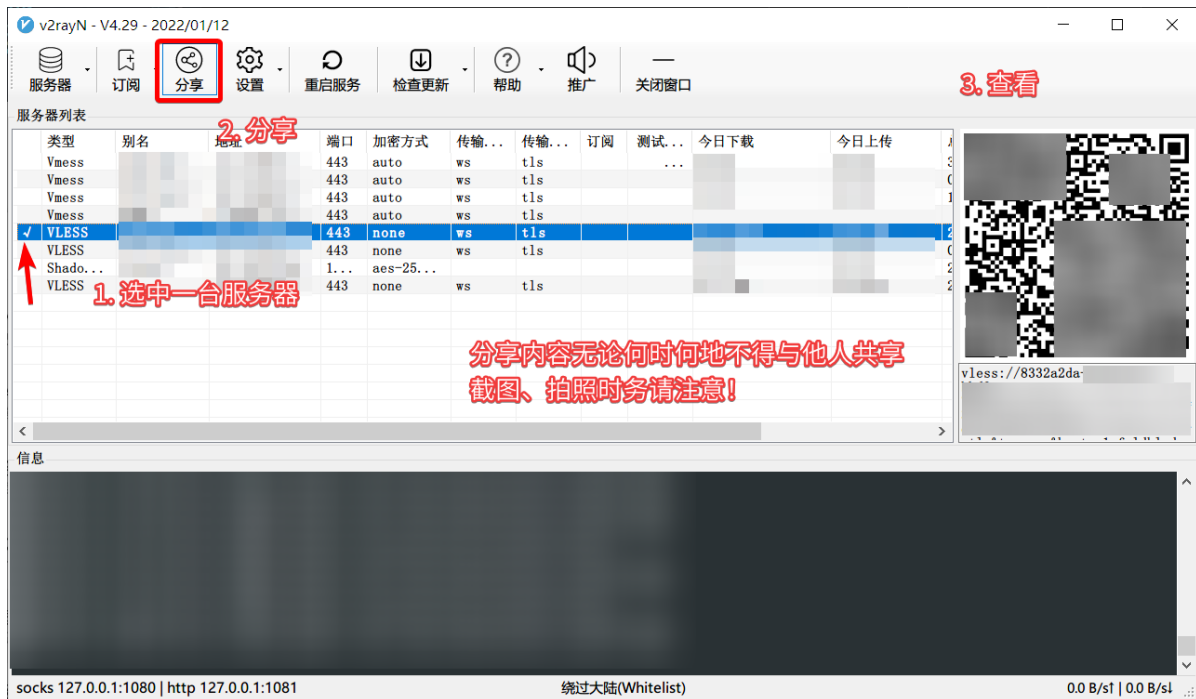 v2rayN - V4.29 - 2022/01/12
服务器 订阅 分享 设置 重启服务 检查更新 帮助 推广 关闭窗口
3. 查看
服务器列表
2. 分享
类型 别名 地址 端口 加密方式 传输... 传输... 订阅 测试... 今日下载 今日上传
Vmess 443 auto ws tls ...
Vmess 443 auto ws tls
Vmess 443 auto ws tls
Vmess 443 auto ws tls
√ VLESS 443 none ws tls
VLESS 443 none ws tls
Shado... 1... aes-25...
VLESS 443 none ws tls
1. 选中一台服务器
分享内容无论何时何地不得与他人共享
截图、拍照时务请注意！
vless://8332a2da-
信息
socks 127.0.0.1:1080 | http 127.0.0.1:1081 绕过大陆(Whitelist) 0.0 B/s↑ | 0.0 B/s↓